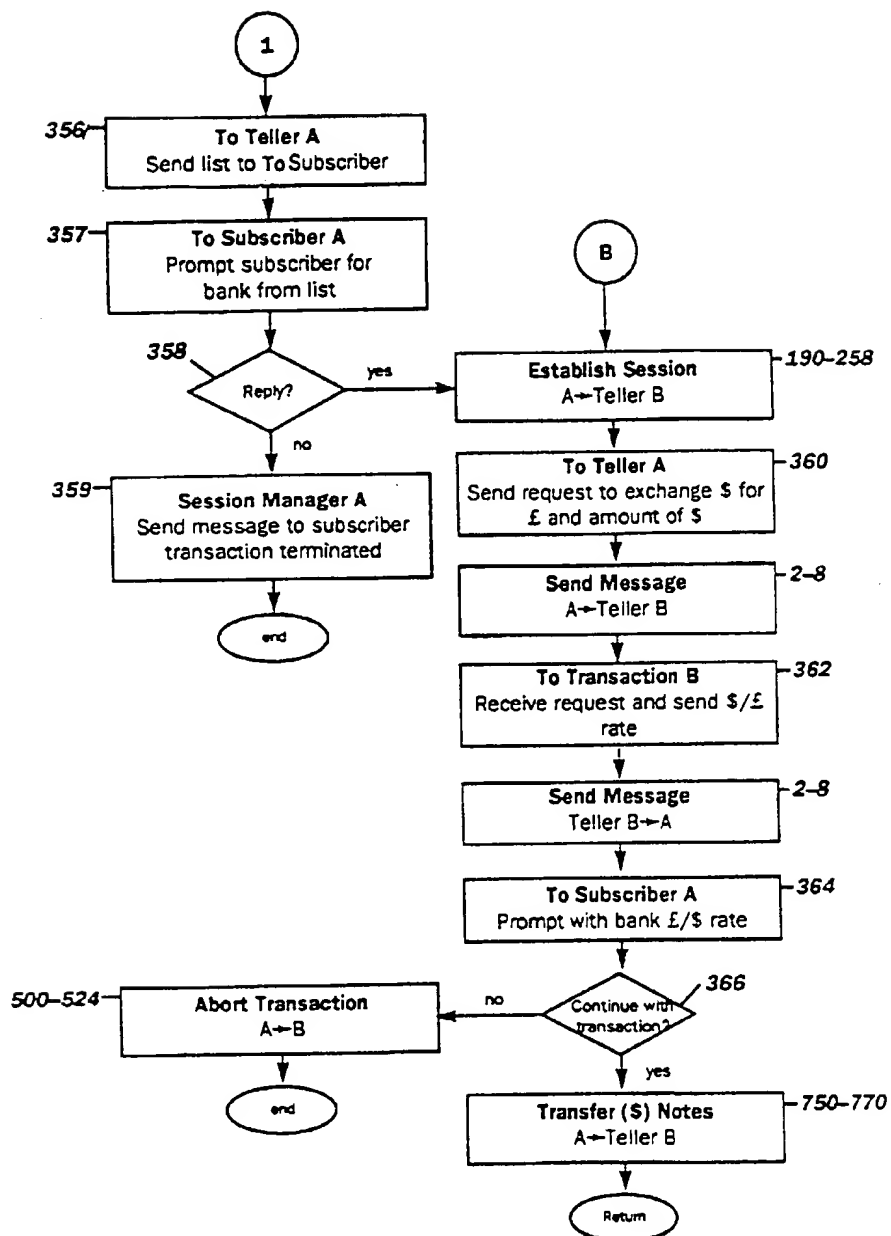 1
356
To Teller A
Send list to To Subscriber
357
To Subscriber A
Prompt subscriber for
bank from list
358
Reply?
yes
no
359
Session Manager A
Send message to subscriber
transaction terminated
end
B
Establish Session
A→Teller B
190–258
To Teller A
Send request to exchange $ for
£ and amount of $
360
Send Message
A→Teller B
2–8
To Transaction B
Receive request and send $/£
rate
362
Send Message
Teller B→A
2–8
To Subscriber A
Prompt with bank £/$ rate
364
Continue with
transaction?
366
no
500–524
Abort Transaction
A→B
end
yes
Transfer ($) Notes
A→Teller B
750–770
Return